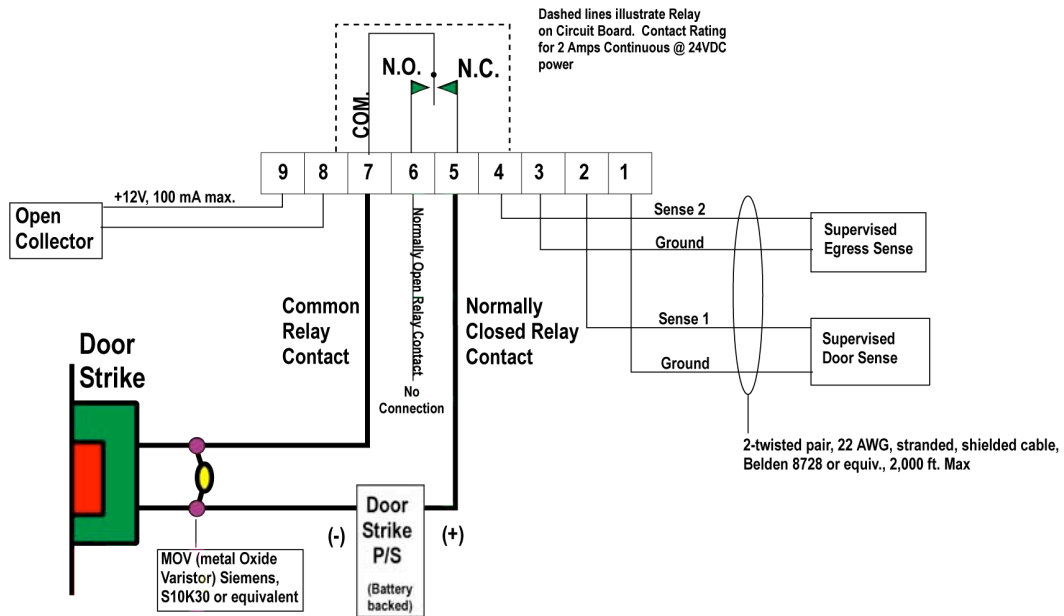 Dashed lines illustrate Relay
on Circuit Board. Contact Rating
for 2 Amps Continuous @ 24VDC
power
N.O.
N.C.
COM.
9 8 7 6 5 4 3 2 1
+12V, 100 mA max.
Open
Collector
Sense 2
Ground
Supervised
Egress Sense
Sense 1
Ground
Supervised
Door Sense
Common
Relay
Contact
Normally Open Relay Contact
No
Connection
Normally
Closed Relay
Contact
Door
Strike
2-twisted pair, 22 AWG, stranded, shielded cable,
Belden 8728 or equiv., 2,000 ft. Max
(-)
Door
Strike
P/S
(Battery
backed)
(+)
MOV (metal Oxide
Varistor) Siemens,
S10K30 or equivalent